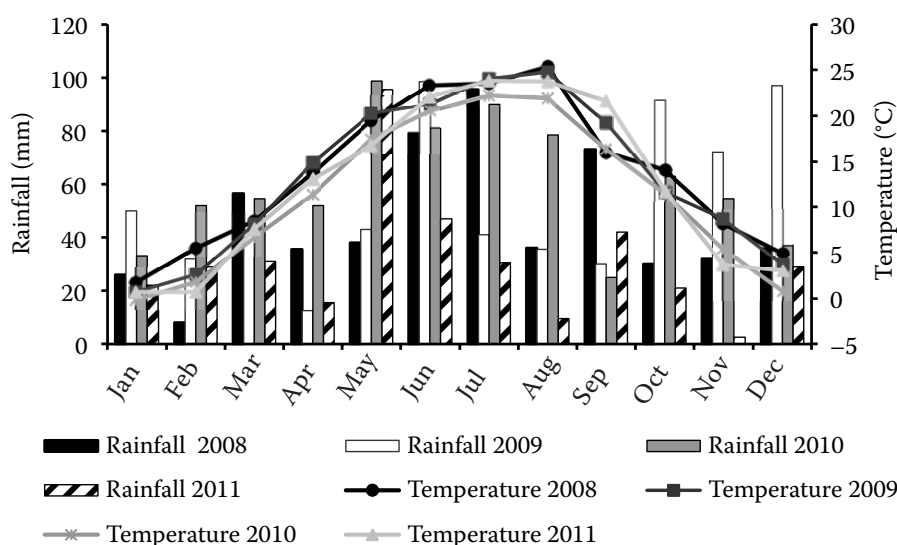 120 30
100 25
80 20
60 15
40 10
20 5
0 0
–5
Rainfall (mm)
Temperature (°C)
Jan Feb Mar Apr May Jun Jul Aug Sep Oct Nov Dec
Rainfall 2008 Rainfall 2009 Rainfall 2010
Rainfall 2011 Temperature 2008 Temperature 2009
Temperature 2010 Temperature 2011